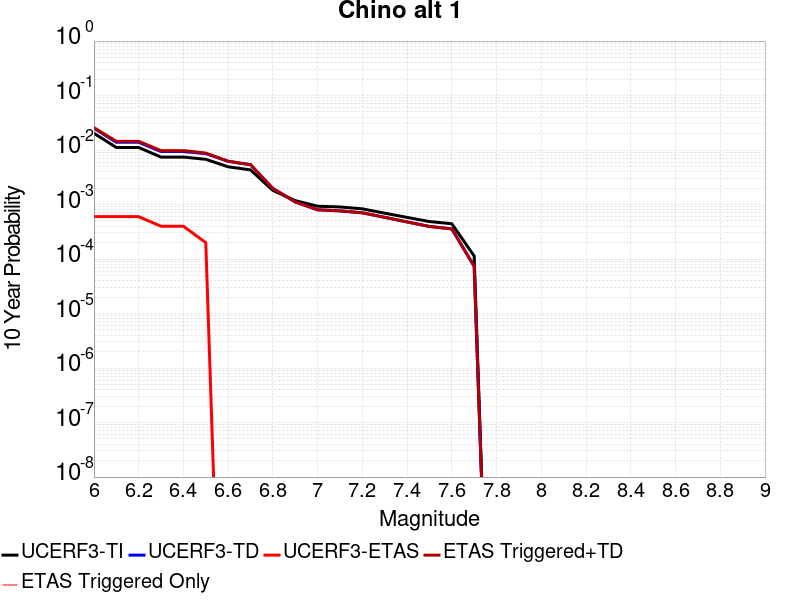 Chino alt 1
10^0
10^-1
10^-2
10^-3
10^-4
10^-5
10^-6
10^-7
10^-8
10 Year Probability
6 6.2 6.4 6.6 6.8 7 7.2 7.4 7.6 7.8 8 8.2 8.4 8.6 8.8 9
Magnitude
UCERF3-TI UCERF3-TD UCERF3-ETAS ETAS Triggered+TD
ETAS Triggered Only